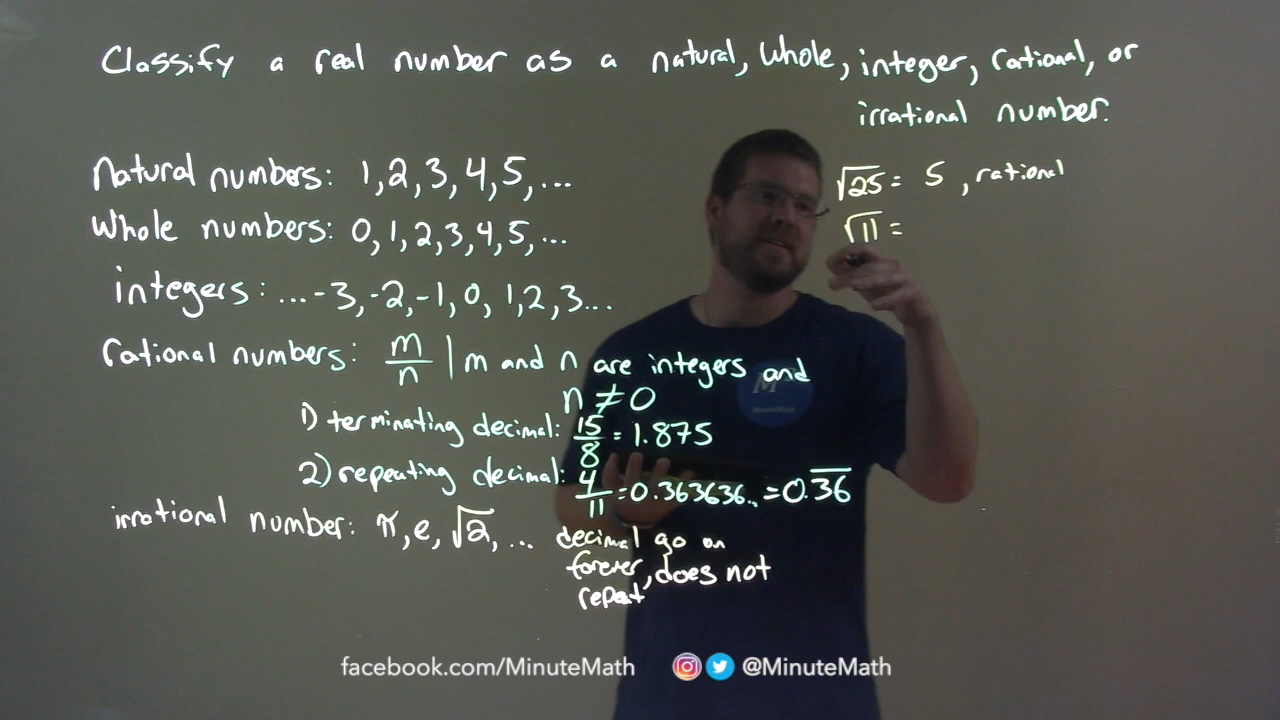 Classify a real number as a natural, whole, integer, rational, or
irrational number.
natural numbers: 1,2,3,4,5,...
Whole numbers: 0,1,2,3,4,5,...
integers: ...-3,-2,-1,0,1,2,3...
rational numbers: m/n | m and n are integers and
n ≠ 0
1) terminating decimal: 15/8 = 1.875
2) repeating decimal: 4/11 = 0.363636... = 0.3̅6̅
irrational number: π, e, √2, ... decimal go on
forever, does not
repeat
√25 = 5, rational
√11 =
M
MinuteMath
facebook.com/MinuteMath @MinuteMath